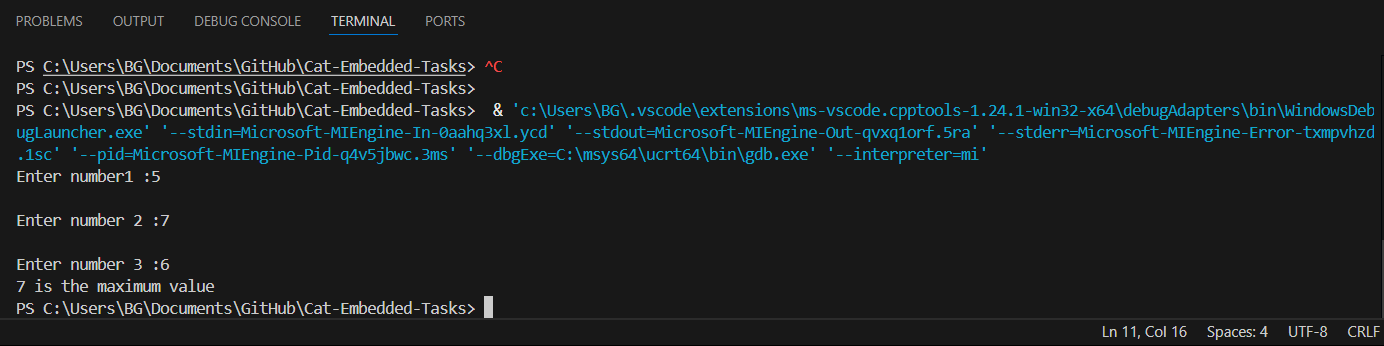 PROBLEMS OUTPUT DEBUG CONSOLE TERMINAL PORTS
PS C:\Users\BG\Documents\GitHub\Cat-Embedded-Tasks> ^C
PS C:\Users\BG\Documents\GitHub\Cat-Embedded-Tasks>
PS C:\Users\BG\Documents\GitHub\Cat-Embedded-Tasks>  & 'c:\Users\BG\.vscode\extensions\ms-vscode.cpptools-1.24.1-win32-x64\debugAdapters\bin\WindowsDeb
ugLauncher.exe' '--stdin=Microsoft-MIEngine-In-0aahq3xl.ycd' '--stdout=Microsoft-MIEngine-Out-qvxq1orf.5ra' '--stderr=Microsoft-MIEngine-Error-txmpvhzd
.1sc' '--pid=Microsoft-MIEngine-Pid-q4v5jbwc.3ms' '--dbgExe=C:\msys64\ucrt64\bin\gdb.exe' '--interpreter=mi'
Enter number1 :5
Enter number 2 :7
Enter number 3 :6
7 is the maximum value
PS C:\Users\BG\Documents\GitHub\Cat-Embedded-Tasks>
Ln 11, Col 16 Spaces: 4 UTF-8 CRLF